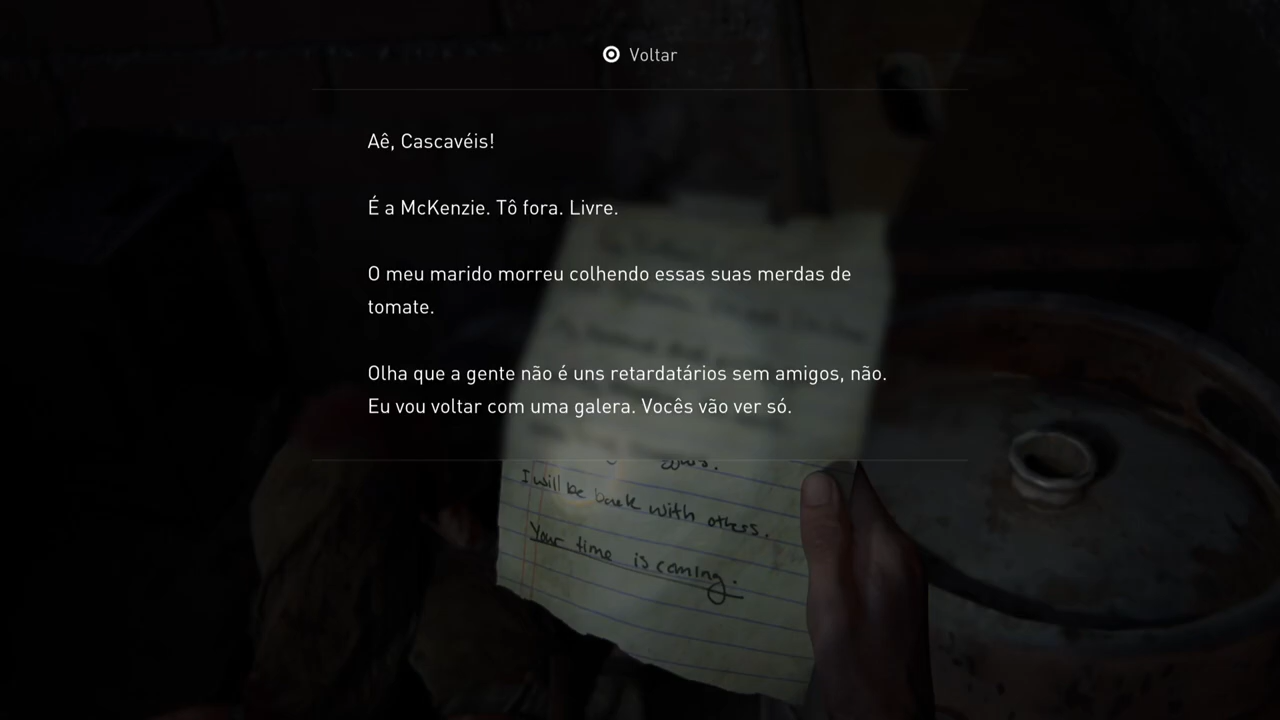 Voltar
Aê, Cascavéis!
É a McKenzie. Tô fora. Livre.
O meu marido morreu colhendo essas suas merdas de
tomate.
Olha que a gente não é uns retardatários sem amigos, não.
Eu vou voltar com uma galera. Vocês vão ver só.
I will be back with others.
Your time is coming.